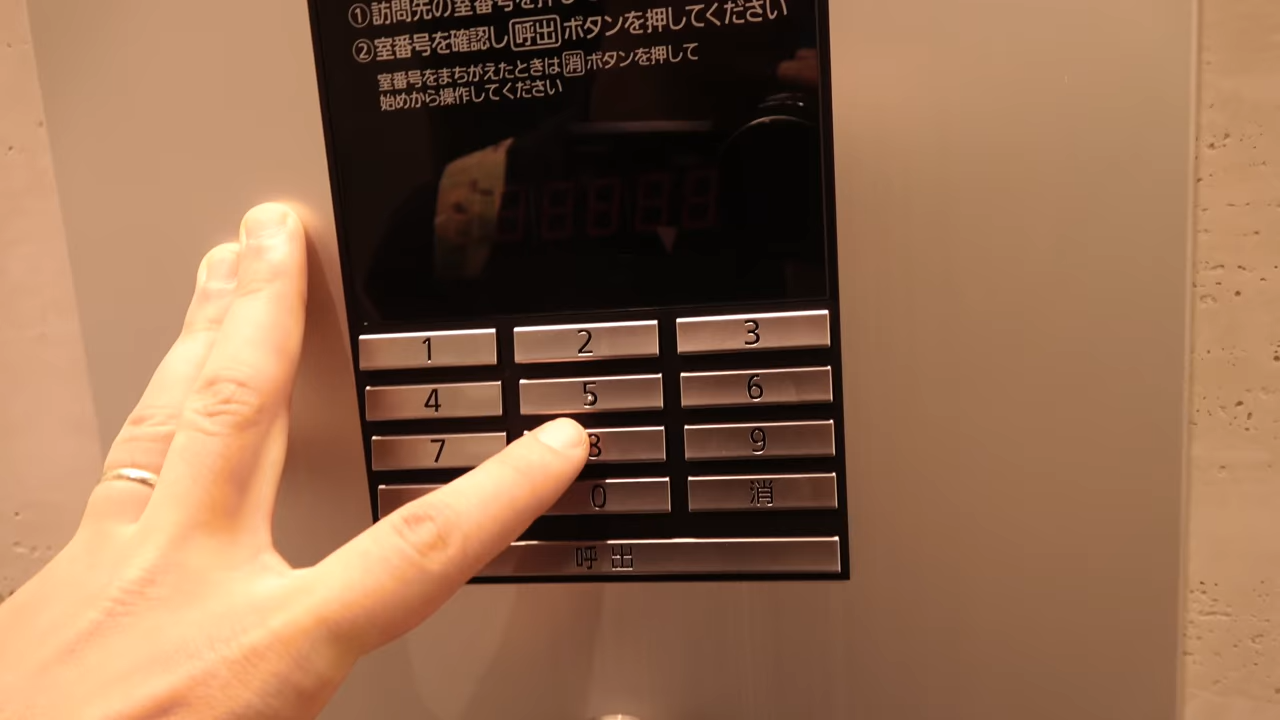 ①訪問先の室番号を押し
②室番号を確認し呼出ボタンを押してください
室番号をまちがえたときは消ボタンを押して
始めから操作してください
1 2 3
4 5 6
7 8 9
0 消
呼出